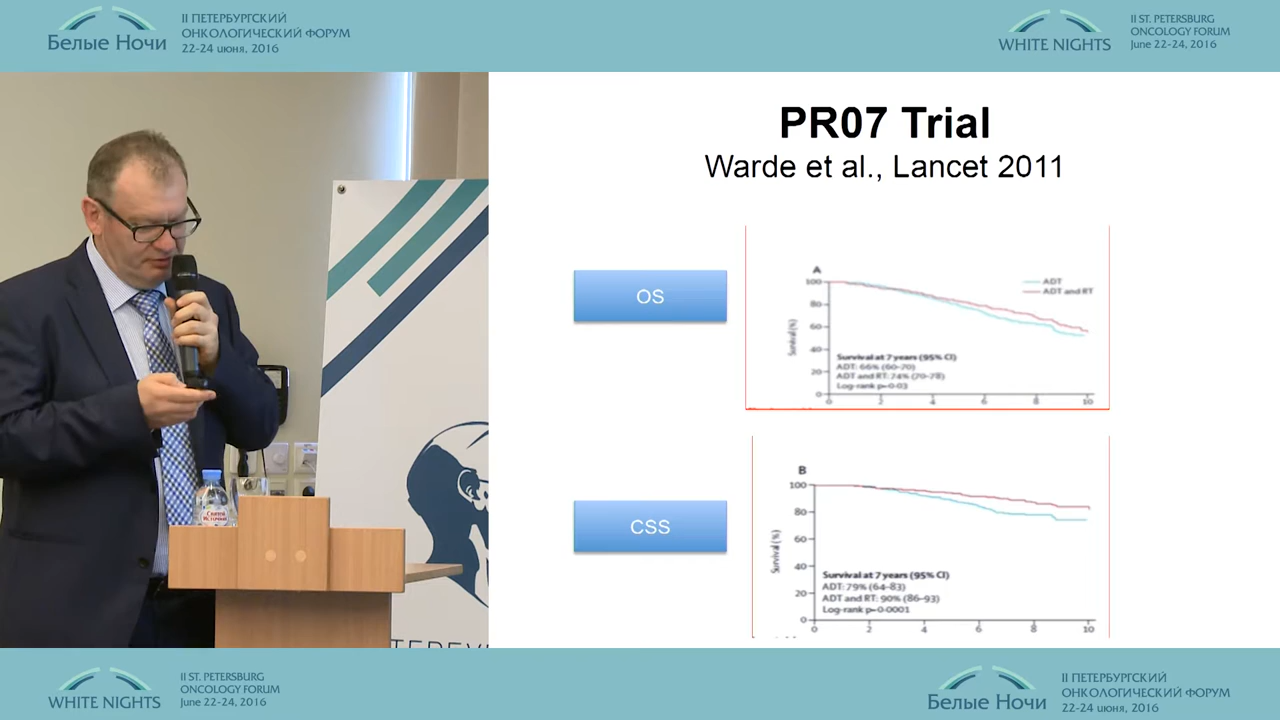 II ПЕТЕРБУРГСКИЙ
ОНКОЛОГИЧЕСКИЙ ФОРУМ
22-24 июня, 2016
Белые Ночи
WHITE NIGHTS
II ST. PETERSBURG
ONCOLOGY FORUM
June 22-24, 2016
PR07 Trial
Warde et al., Lancet 2011
OS
A
ADT
ADT and RT
100
80
60
40
20
0
Survival (%)
Survival at 7 years (95% CI)
ADT: 66% (60-70)
ADT and RT: 74% (70-78)
Log-rank p=0·03
0 2 4 6 8 10
CSS
B
100
80
60
40
20
0
Survival (%)
Survival at 7 years (95% CI)
ADT: 79% (64–83)
ADT and RT: 90% (86–93)
Log-rank p=0·0001
0 2 4 6 8 10
Святой
Источник
WHITE NIGHTS
II ST. PETERSBURG
ONCOLOGY FORUM
June 22-24, 2016
Белые Ночи
II ПЕТЕРБУРГСКИЙ
ОНКОЛОГИЧЕСКИЙ ФОРУМ
22-24 июня, 2016